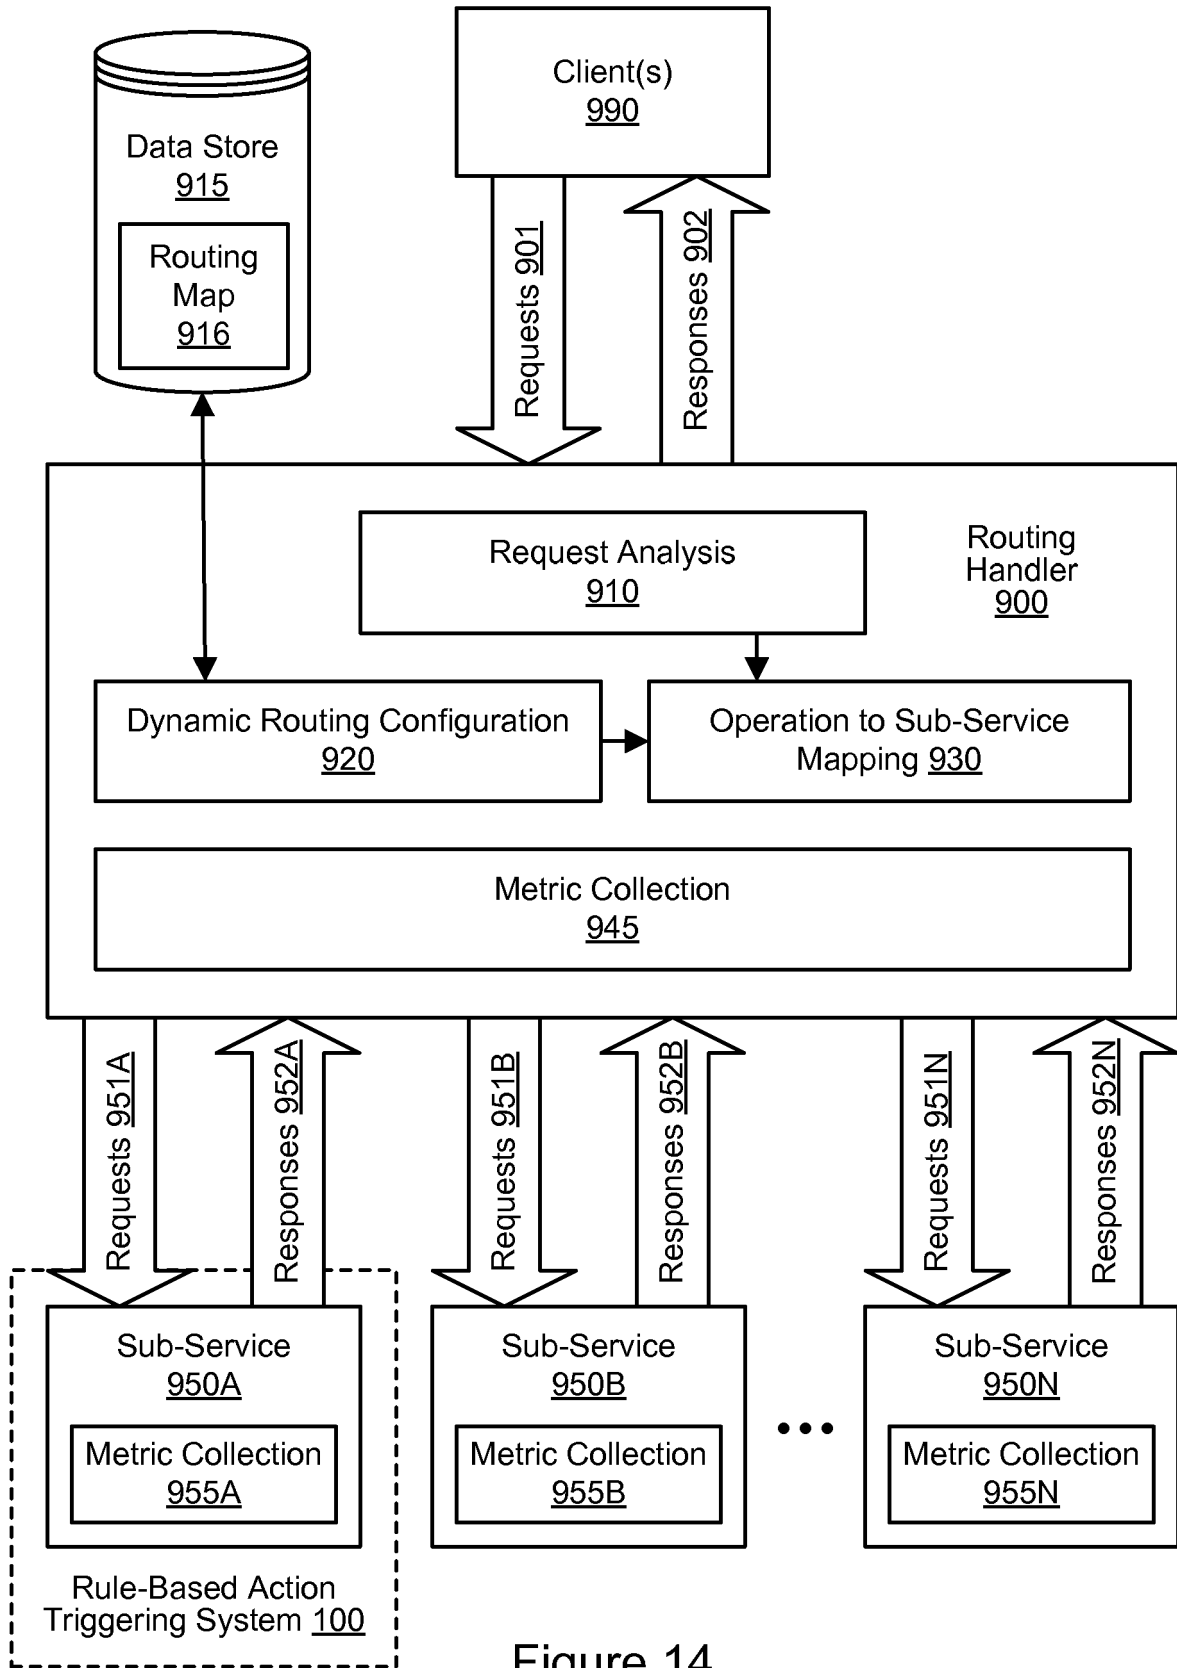 Client(s)
990
Data Store
915
Routing
Map
916
Requests 901
Responses 902
Request Analysis
910
Routing
Handler
900
Dynamic Routing Configuration
920
Operation to Sub-Service
Mapping 930
Metric Collection
945
Requests 951A
Responses 952A
Requests 951B
Responses 952B
Requests 951N
Responses 952N
Sub-Service
950A
Metric Collection
955A
Sub-Service
950B
Metric Collection
955B
•••
Sub-Service
950N
Metric Collection
955N
Rule-Based Action
Triggering System 100
Figure 14